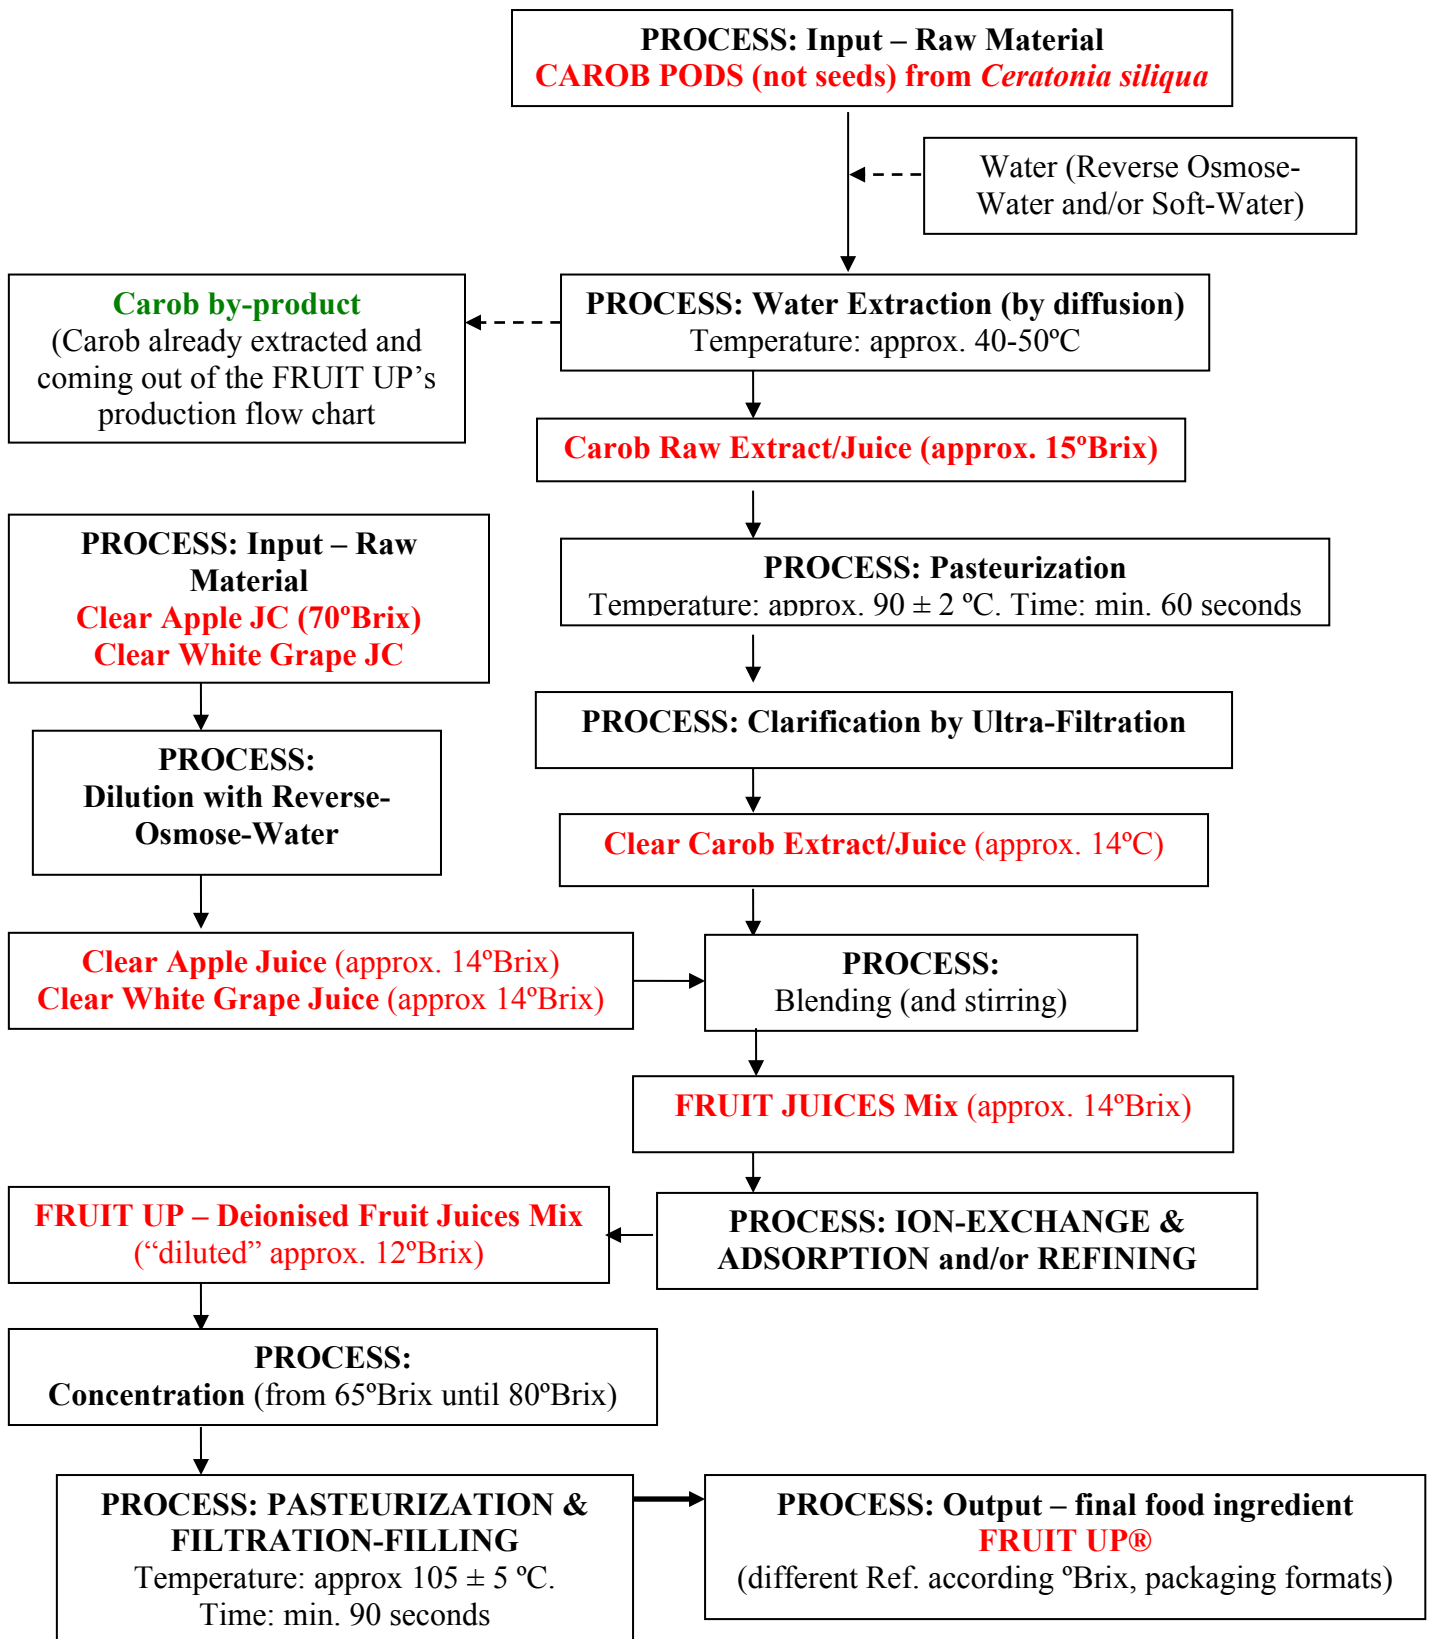 PROCESS: Input – Raw Material
CAROB PODS (not seeds) from Ceratonia siliqua
Water (Reverse Osmose-
Water and/or Soft-Water)
Carob by-product
(Carob already extracted and
coming out of the FRUIT UP’s
production flow chart
PROCESS: Water Extraction (by diffusion)
Temperature: approx. 40-50ºC
Carob Raw Extract/Juice (approx. 15ºBrix)
PROCESS: Input – Raw
Material
Clear Apple JC (70ºBrix)
Clear White Grape JC
PROCESS: Pasteurization
Temperature: approx. 90 ± 2 ºC. Time: min. 60 seconds
PROCESS: Clarification by Ultra-Filtration
PROCESS:
Dilution with Reverse-
Osmose-Water
Clear Carob Extract/Juice (approx. 14ºC)
Clear Apple Juice (approx. 14ºBrix)
Clear White Grape Juice (approx 14ºBrix)
PROCESS:
Blending (and stirring)
FRUIT JUICES Mix (approx. 14ºBrix)
FRUIT UP – Deionised Fruit Juices Mix
(“diluted” approx. 12ºBrix)
PROCESS: ION-EXCHANGE &
ADSORPTION and/or REFINING
PROCESS:
Concentration (from 65ºBrix until 80ºBrix)
PROCESS: PASTEURIZATION &
FILTRATION-FILLING
Temperature: approx 105 ± 5 ºC.
Time: min. 90 seconds
PROCESS: Output – final food ingredient
FRUIT UP®
(different Ref. according ºBrix, packaging formats)